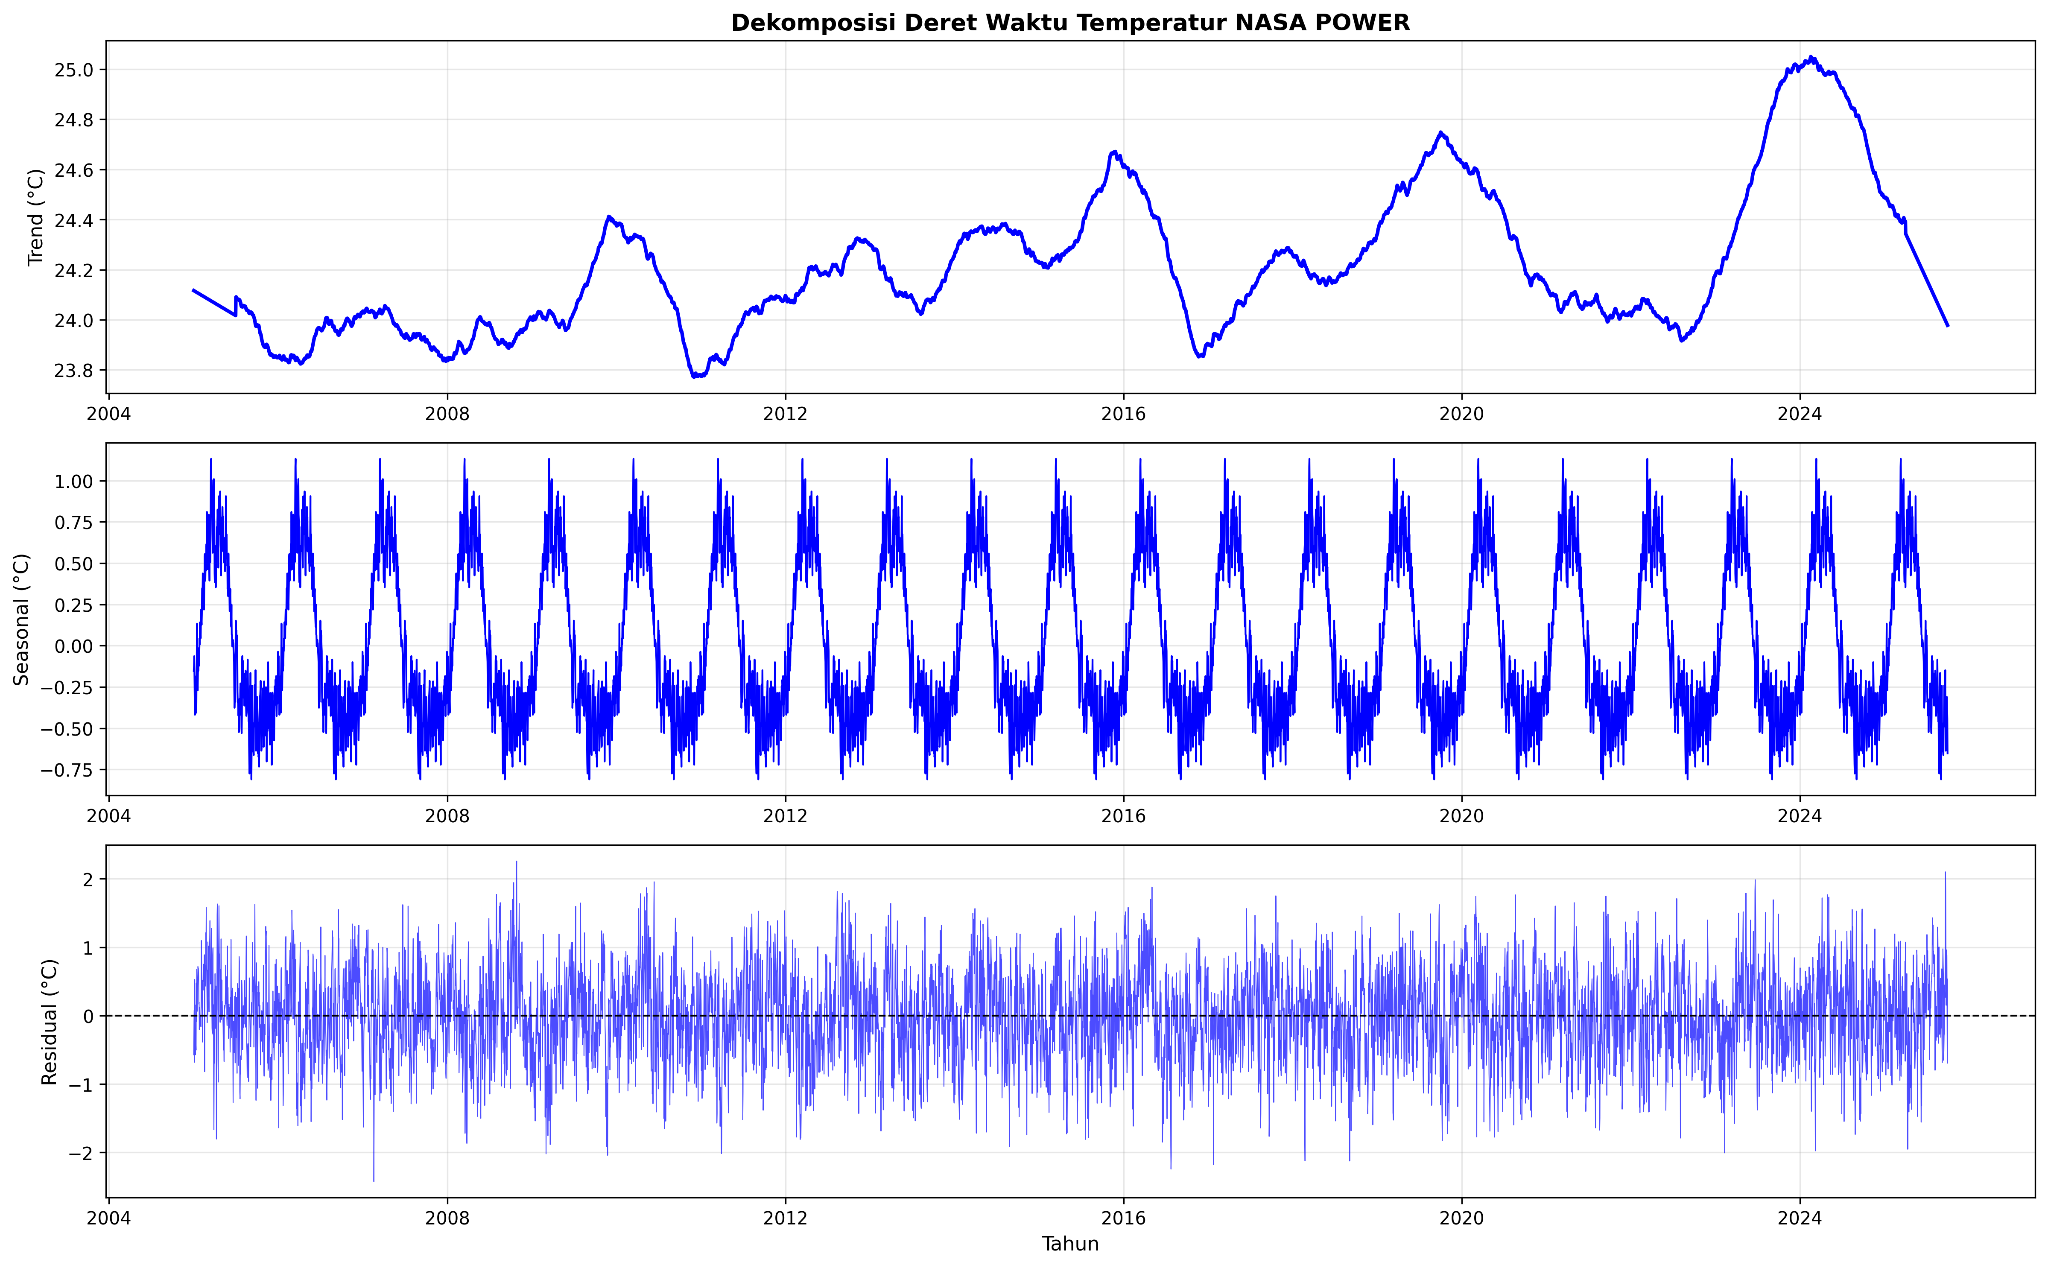 Dekomposisi Deret Waktu Temperatur NASA POWER
Trend (°C)
25.0
24.8
24.6
24.4
24.2
24.0
23.8
2004 2008 2012 2016 2020 2024
Seasonal (°C)
1.00
0.75
0.50
0.25
0.00
−0.25
−0.50
−0.75
2004 2008 2012 2016 2020 2024
Residual (°C)
2
1
0
−1
−2
2004 2008 2012 2016 2020 2024
Tahun